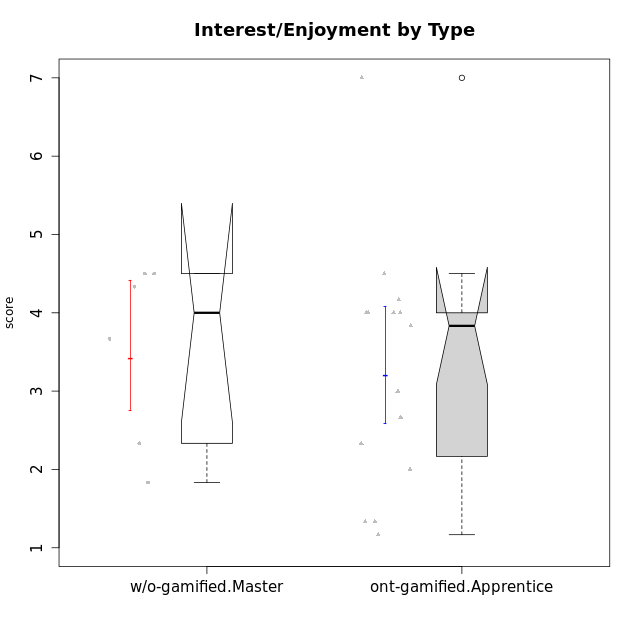 Interest/Enjoyment by Type
7
6
5
4
3
2
1
score
w/o-gamified.Master
ont-gamified.Apprentice